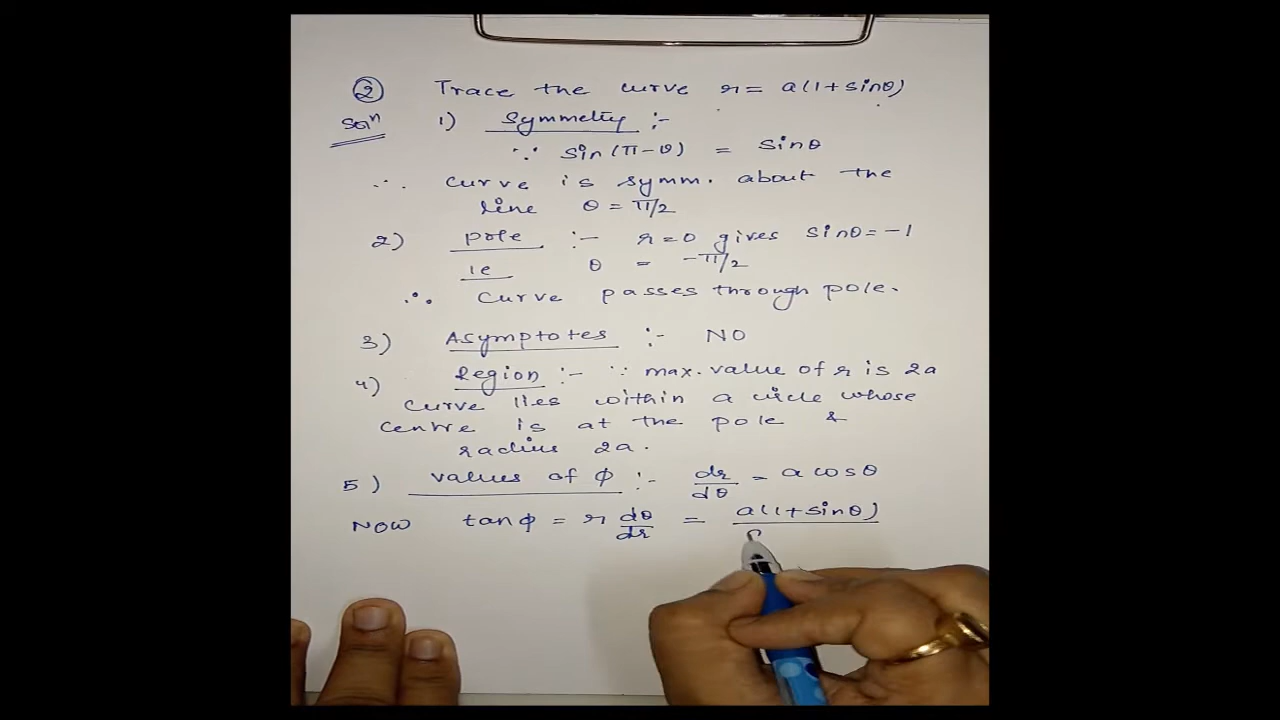 ② Trace the curve r = a(1+sinθ)
Solⁿ 1) Symmetry :-
∵ sin(π-θ) = sinθ
∴ curve is symm. about the
line θ = π/2
2) pole :- r=0 gives sinθ=-1
ie θ = -π/2
∴ curve passes through pole.
3) Asymptotes :- NO
4) Region :- ∵ max. value of r is 2a
curve lies within a circle whose
centre is at the pole &
radius 2a.
5) values of φ :- dr/dθ = a cosθ
NOW tanφ = r dθ/dr = a(1+sinθ)/